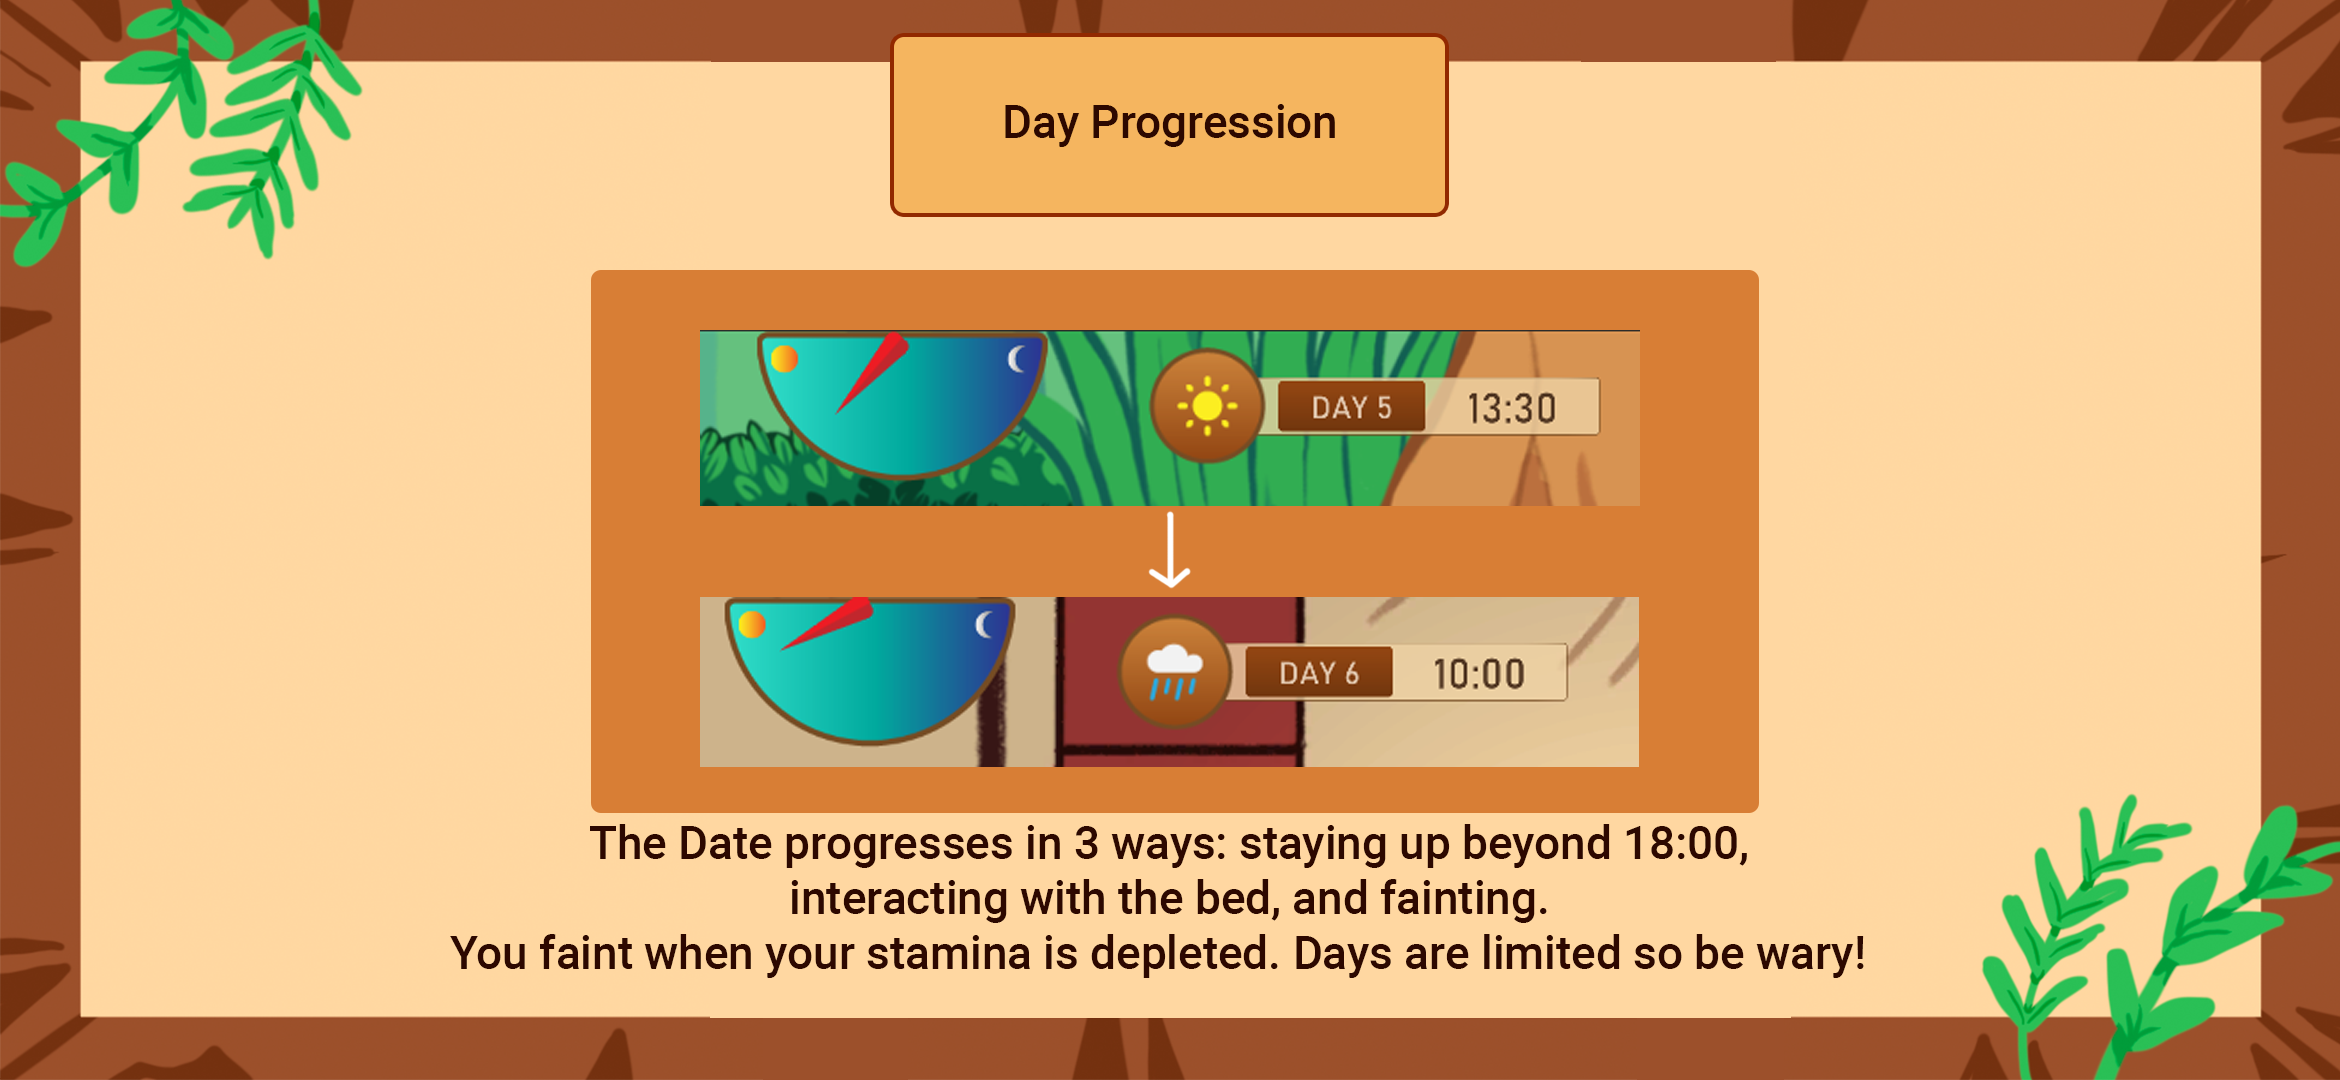 Day Progression
DAY 5 13:30
DAY 6 10:00
The Date progresses in 3 ways: staying up beyond 18:00,
interacting with the bed, and fainting.
You faint when your stamina is depleted. Days are limited so be wary!